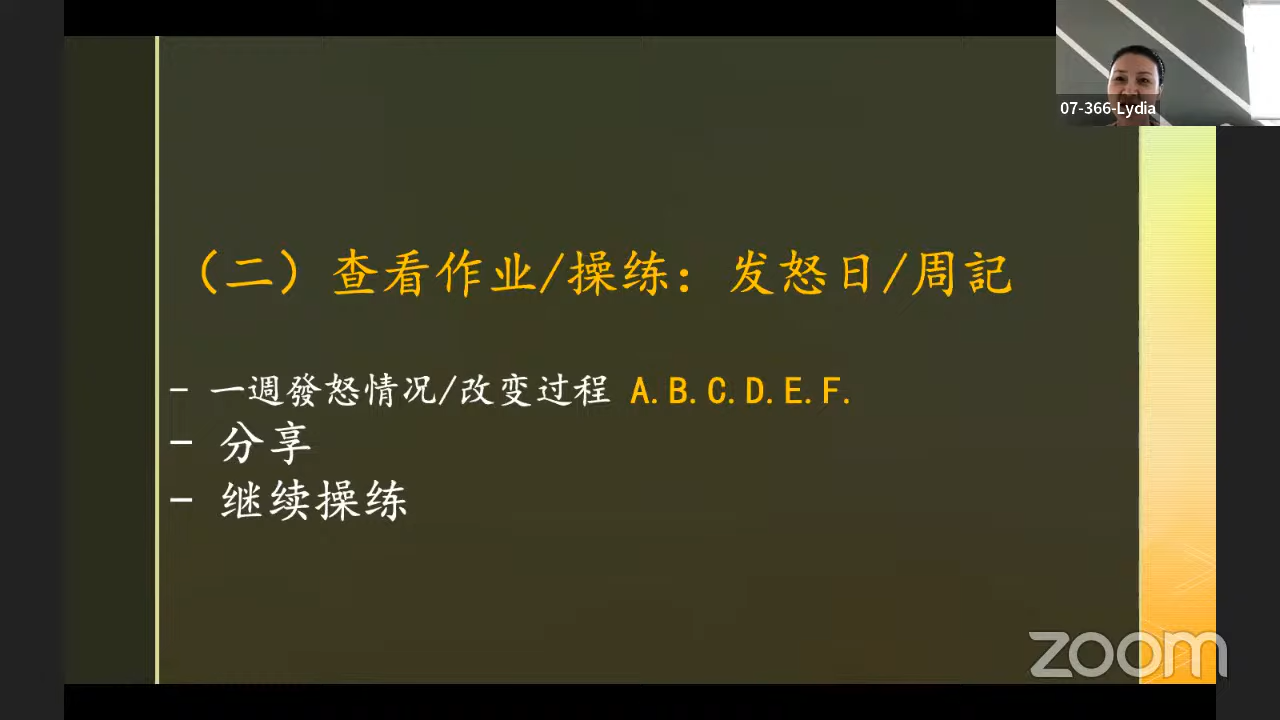 07-366-Lydia
（二）查看作业/操练：发怒日/周記
- 一週發怒情况/改变过程 A.B.C.D.E.F.
- 分享
- 继续操练
zoom